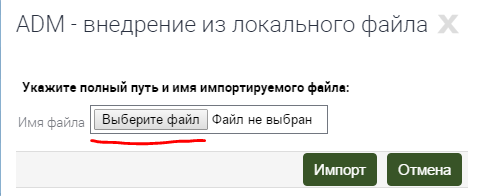 ADM - внедрение из локального файла X
Укажите полный путь и имя импортируемого файла:
Имя файла Выберите файл Файл не выбран
Импорт Отмена